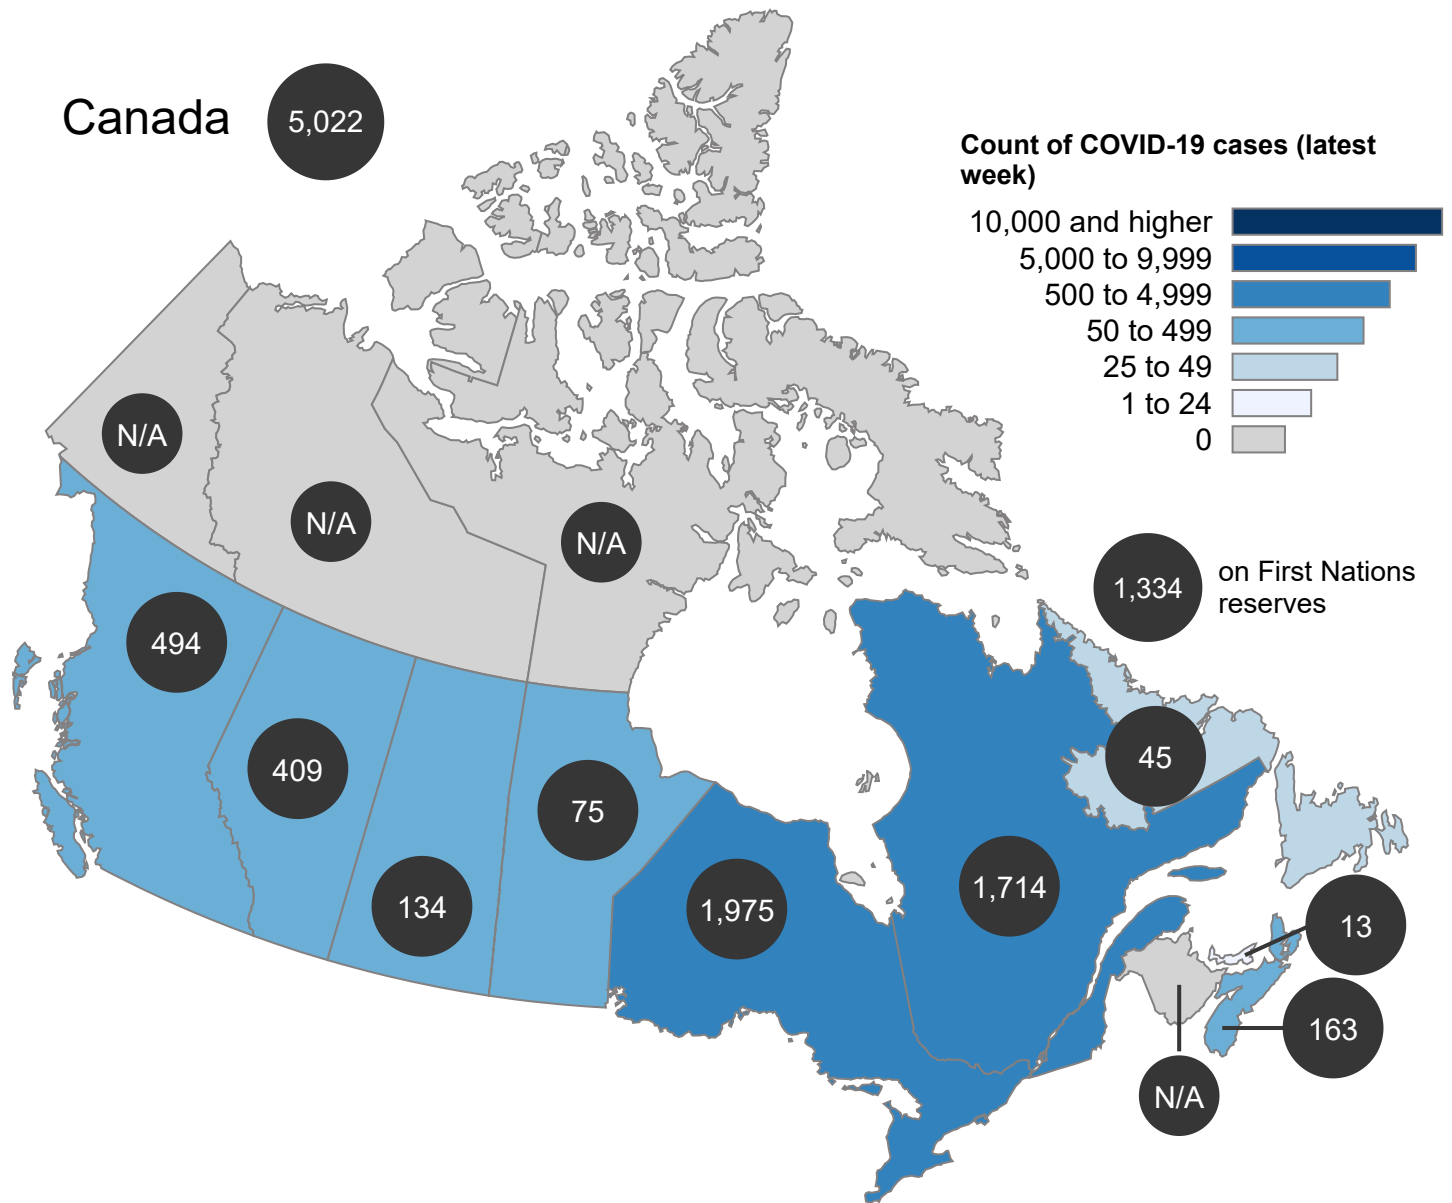 Canada
5,022
Count of COVID-19 cases (latest
week)
10,000 and higher
5,000 to 9,999
500 to 4,999
50 to 499
25 to 49
1 to 24
0
N/A
N/A
N/A
1,334
on First Nations
reserves
494
409
134
75
1,975
1,714
45
13
163
N/A